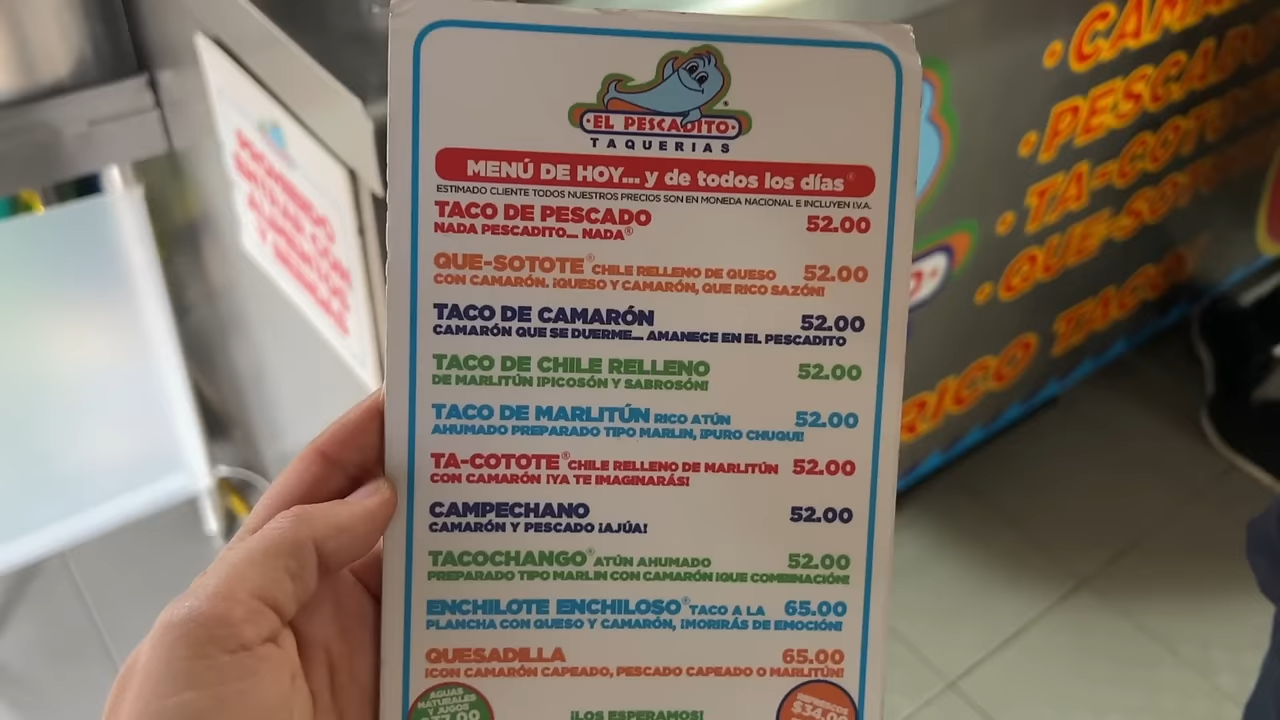 EL PESCADITO
TAQUERIAS
MENÚ DE HOY... y de todos los días®
ESTIMADO CLIENTE TODOS NUESTROS PRECIOS SON EN MONEDA NACIONAL E INCLUYEN I.V.A.
TACO DE PESCADO 52.00
NADA PESCADITO... NADA®
QUE-SOTOTE® CHILE RELLENO DE QUESO 52.00
CON CAMARÓN. ¡QUESO Y CAMARÓN, QUE RICO SAZÓN!
TACO DE CAMARÓN 52.00
CAMARÓN QUE SE DUERME... AMANECE EN EL PESCADITO
TACO DE CHILE RELLENO 52.00
DE MARLITÚN ¡PICOSÓN Y SABROSÓN!
TACO DE MARLITÚN RICO ATÚN 52.00
AHUMADO PREPARADO TIPO MARLIN, ¡PURO CHUQUI!
TA-COTOTE® CHILE RELLENO DE MARLITÚN 52.00
CON CAMARÓN ¡YA TE IMAGINARÁS!
CAMPECHANO 52.00
CAMARÓN Y PESCADO ¡AJÚA!
TACOCHANGO® ATÚN AHUMADO 52.00
PREPARADO TIPO MARLIN CON CAMARÓN ¡QUE COMBINACIÓN!
ENCHILOTE ENCHILOSO® TACO A LA 65.00
PLANCHA CON QUESO Y CAMARÓN, ¡MORIRÁS DE EMOCIÓN!
QUESADILLA 65.00
¡CON CAMARÓN CAPEADO, PESCADO CAPEADO O MARLITÚN!
AGUAS
NATURALES
Y JUGOS
¡LOS ESPERAMOS!
REFRESCOS
$34.00
RICO TACO